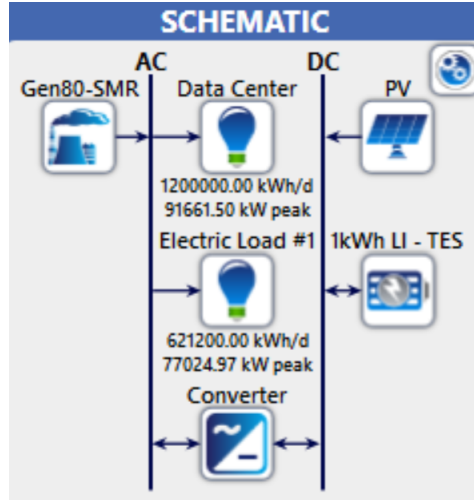 SCHEMATIC
AC DC
Gen80-SMR Data Center PV
1200000.00 kWh/d
91661.50 kW peak
Electric Load #1 1kWh LI - TES
621200.00 kWh/d
77024.97 kW peak
Converter